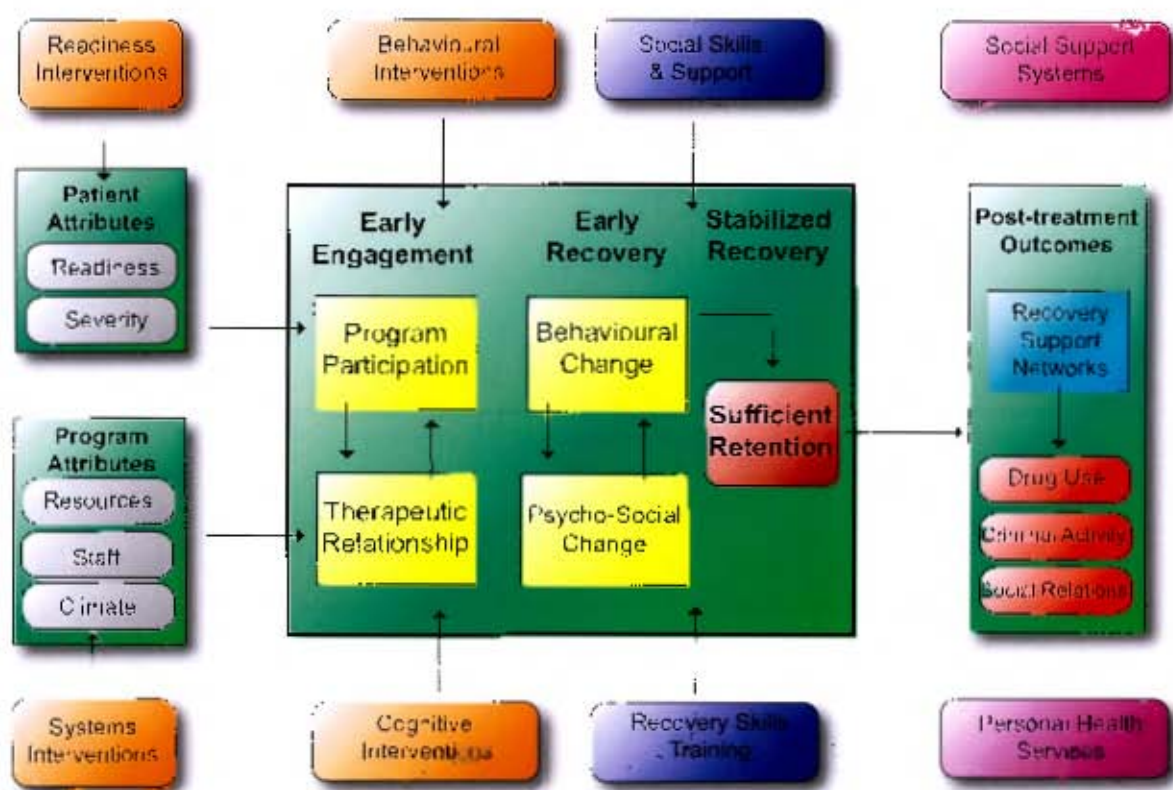 Readiness
Interventions
Behavioural
Interventions
Social Skills
& Support
Social Support
Systems
Patient
Attributes
Readiness
Severity
Program
Attributes
Resources
Staff
Climate
Early
Engagement
Program
Participation
Therapeutic
Relationship
Early
Recovery
Behavioural
Change
Psycho-Social
Change
Stabilized
Recovery
Sufficient
Retention
Post-treatment
Outcomes
Recovery
Support
Networks
Drug Use
Criminal Activity
Social Relations
Systems
Interventions
Cognitive
Interventions
Recovery Skills
Training
Personal Health
Services